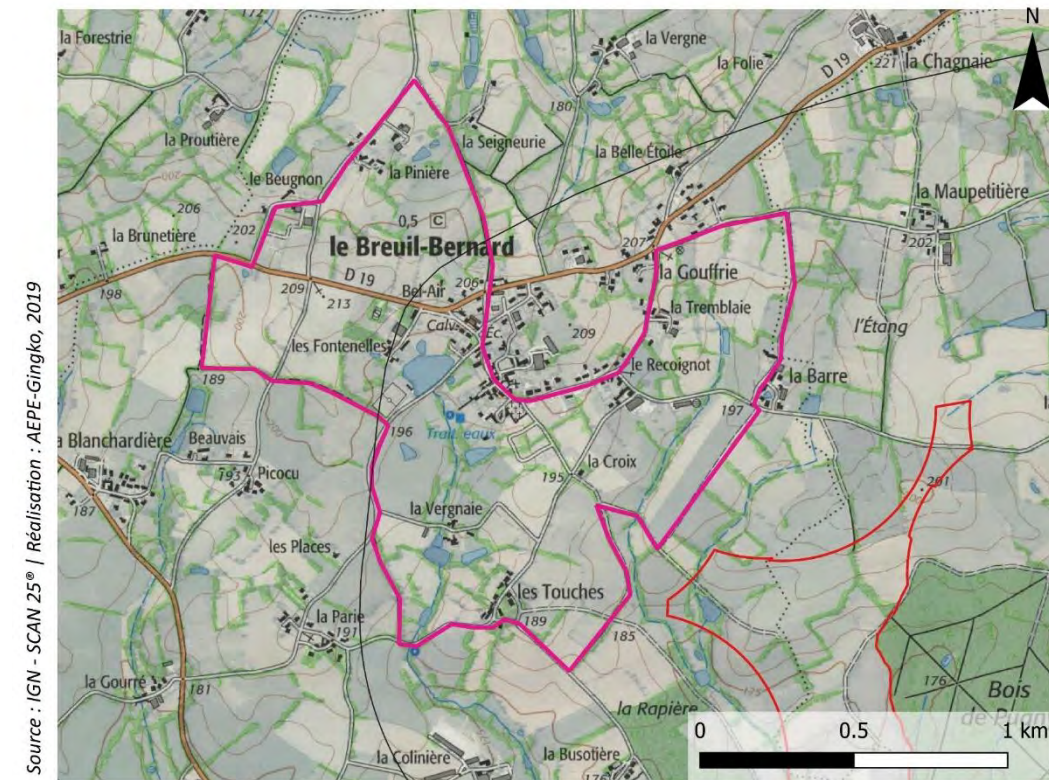 Source : IGN - SCAN 25® | Réalisation : AEPE-Gingko, 2019
la Forestrie
la Vergne
la Folie
D 19
221
la Chagnaie
N
la Proutière
180
la Seigneurie
la Belle Étoile
le Beugnon
la Pinière
la Maupetitière
206
202
0,5 C
207
202
la Brunetière
le Breuil-Bernard
la Gouffrie
198
209
213
D 19
Bel-Air
206
la Tremblaie
l'Étang
les Fontenelles
Calv.
Éc.
209
le Recoignot
189
la Barre
197
196
Blanchardière
Beauvais
Trait. eaux
193
Picocu
la Croix
195
201
187
la Vergnaie
les Places
les Touches
189
la Parie
191
185
la Gourré
181
176
Bois
la Rapière
175
la Colinière
la Busotière
176
0 0.5 1 km